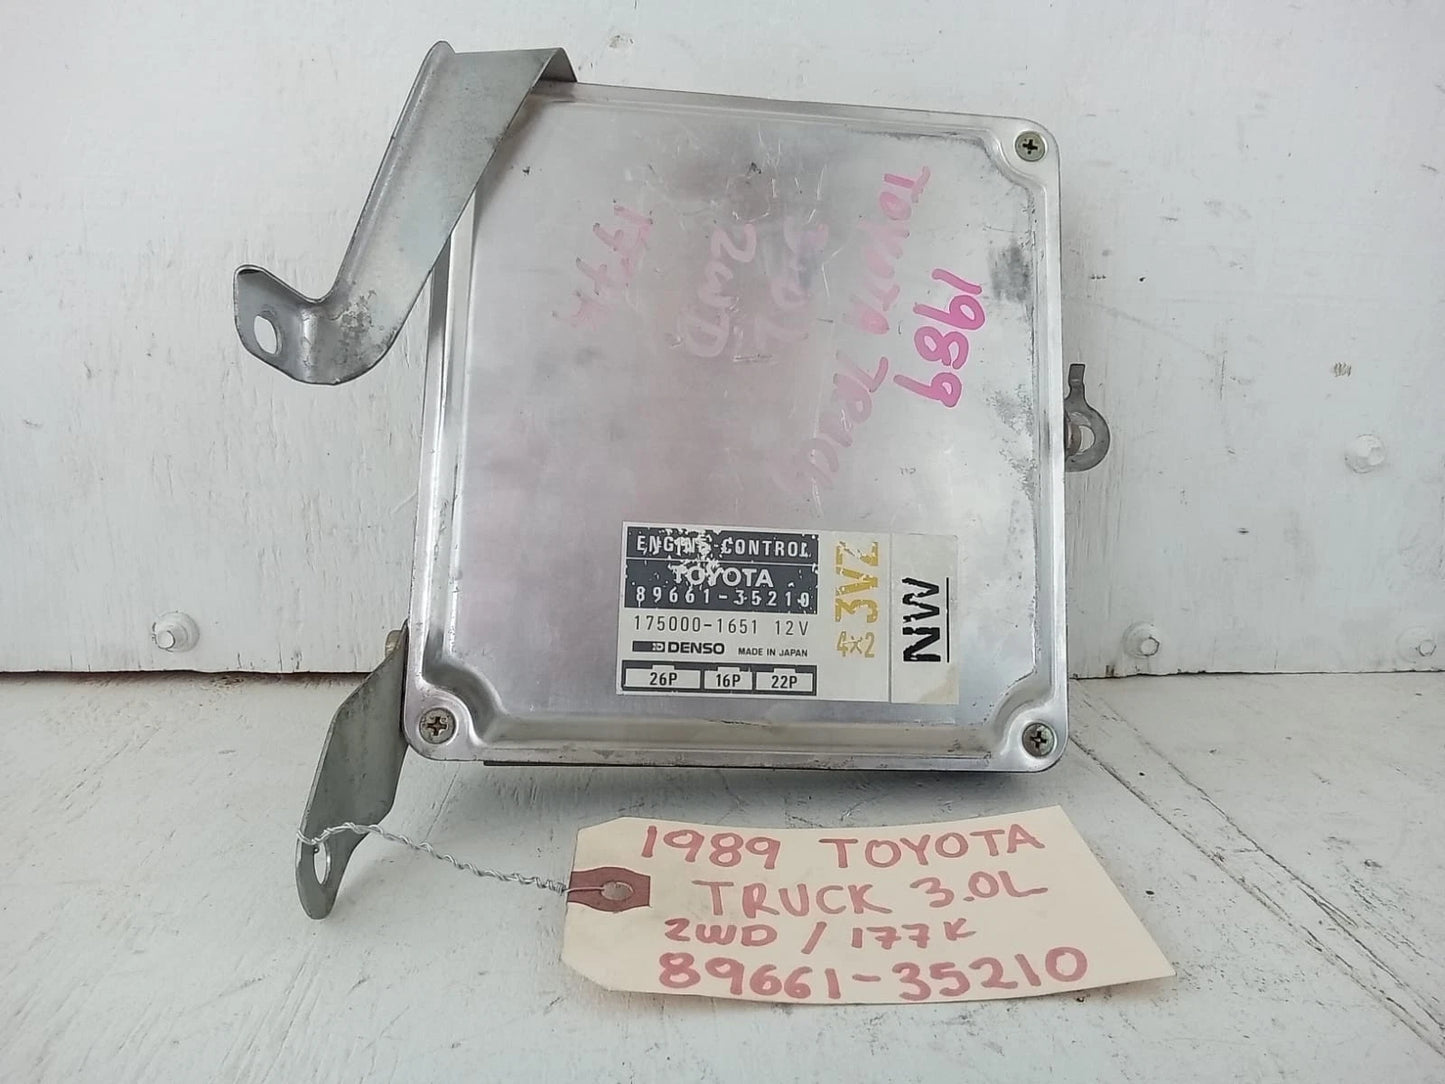 1989
TOYOTA TRUCK
3.0L
2WD
177K
ENGINE CONTROL
TOYOTA
89661-35210
175000-1651 12V
DENSO MADE IN JAPAN
26P 16P 22P
3VZ
4×2
NW
1989 TOYOTA
TRUCK 3.0L
2WD / 177K
89661-35210